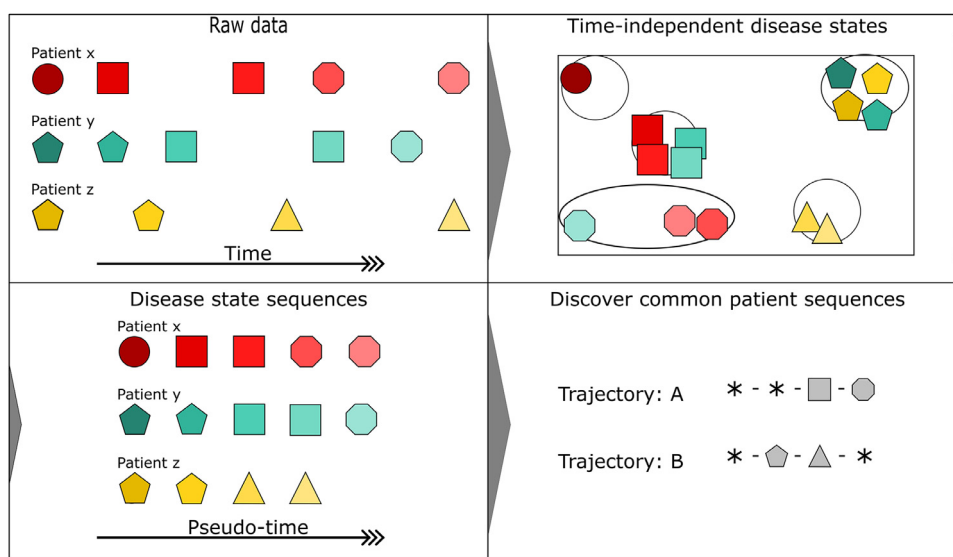 Raw data
Patient x
Patient y
Patient z
Time
Time-independent disease states
Disease state sequences
Patient x
Patient y
Patient z
Pseudo-time
Discover common patient sequences
Trajectory: A * - * - -
Trajectory: B * - - - *